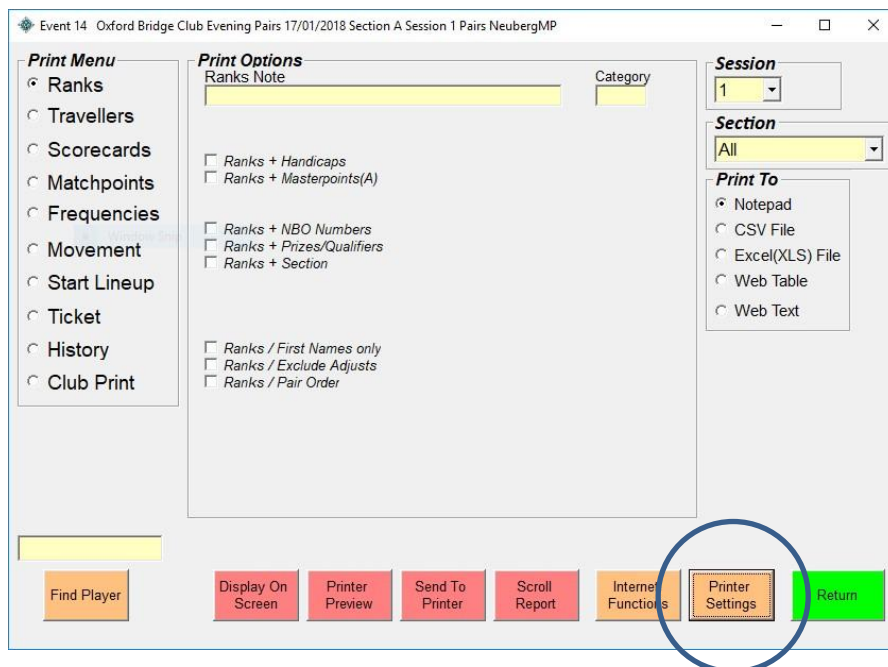 Event 14 Oxford Bridge Club Evening Pairs 17/01/2018 Section A Session 1 Pairs NeubergMP
Print Menu
Ranks
Travellers
Scorecards
Matchpoints
Frequencies
Movement
Start Lineup
Ticket
History
Club Print
Print Options
Ranks Note
Category
Ranks + Handicaps
Ranks + Masterpoints(A)
Ranks + NBO Numbers
Ranks + Prizes/Qualifiers
Ranks + Section
Ranks / First Names only
Ranks / Exclude Adjusts
Ranks / Pair Order
Session
1
Section
All
Print To
Notepad
CSV File
Excel(XLS) File
Web Table
Web Text
Find Player
Display On
Screen
Printer
Preview
Send To
Printer
Scroll
Report
Internet
Functions
Printer
Settings
Return